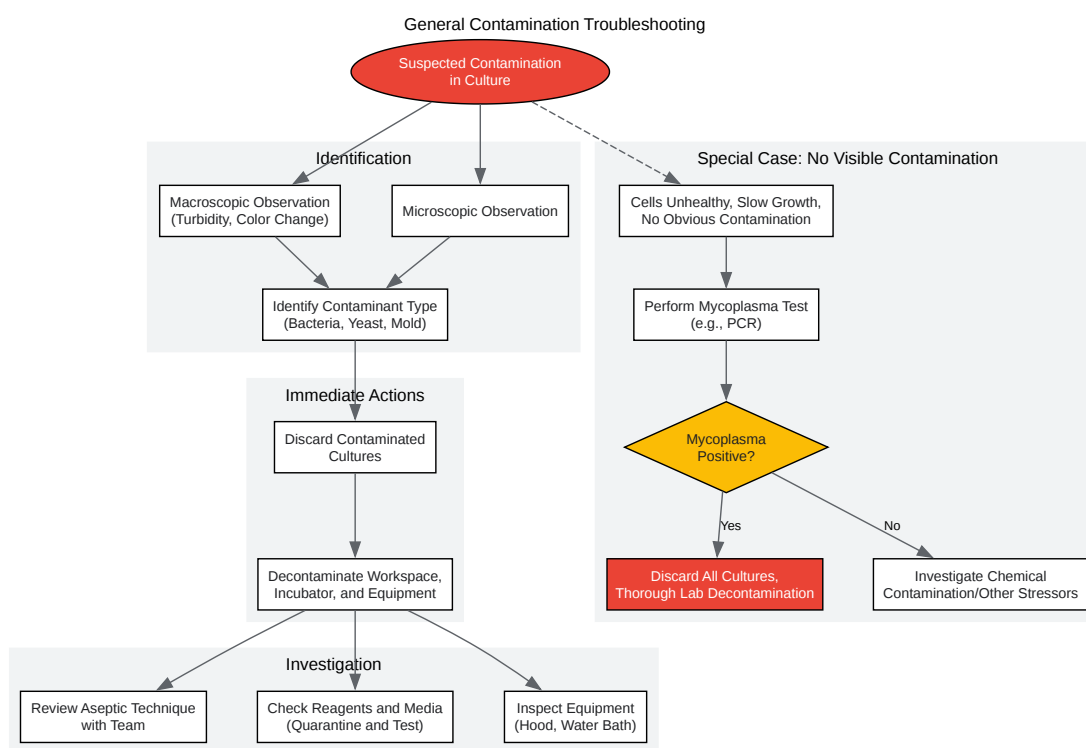 General Contamination Troubleshooting
Suspected Contamination
in Culture
Identification
Macroscopic Observation
(Turbidity, Color Change)
Microscopic Observation
Identify Contaminant Type
(Bacteria, Yeast, Mold)
Immediate Actions
Discard Contaminated
Cultures
Decontaminate Workspace,
Incubator, and Equipment
Investigation
Review Aseptic Technique
with Team
Check Reagents and Media
(Quarantine and Test)
Inspect Equipment
(Hood, Water Bath)
Special Case: No Visible Contamination
Cells Unhealthy, Slow Growth,
No Obvious Contamination
Perform Mycoplasma Test
(e.g., PCR)
Mycoplasma
Positive?
Yes
No
Discard All Cultures,
Thorough Lab Decontamination
Investigate Chemical
Contamination/Other Stressors